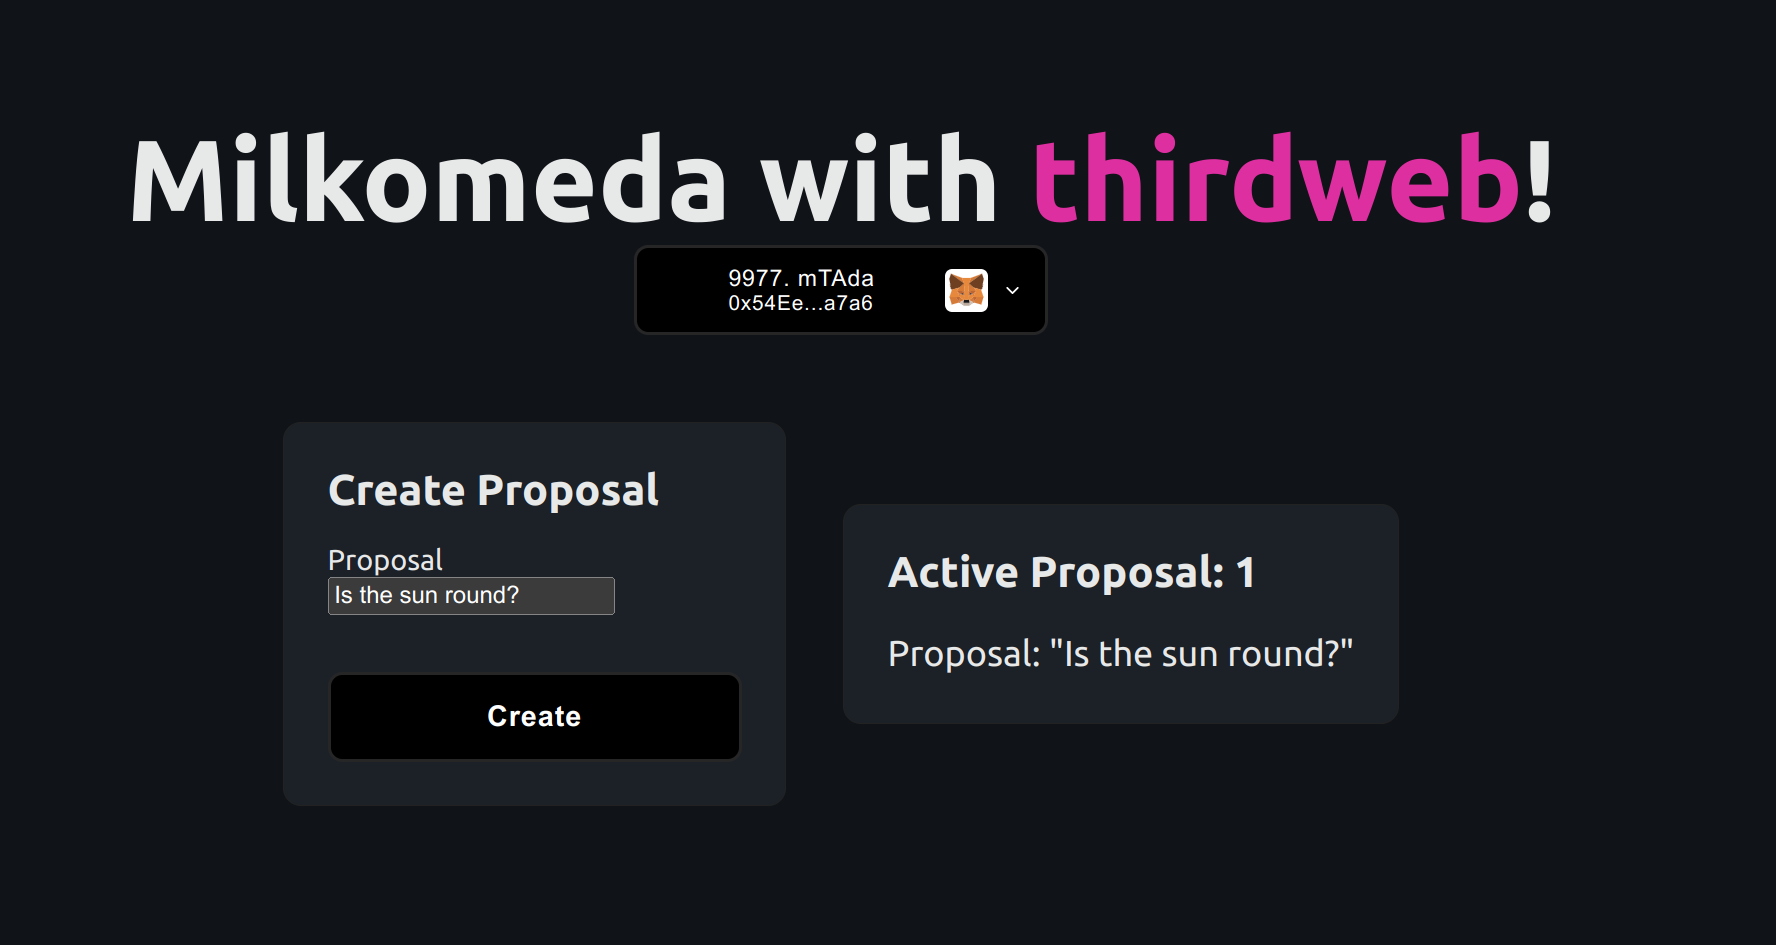 Milkomeda with thirdweb!
9977. mTAda
0x54Ee...a7a6
Create Proposal
Proposal
Is the sun round?
Create
Active Proposal: 1
Proposal: "Is the sun round?"